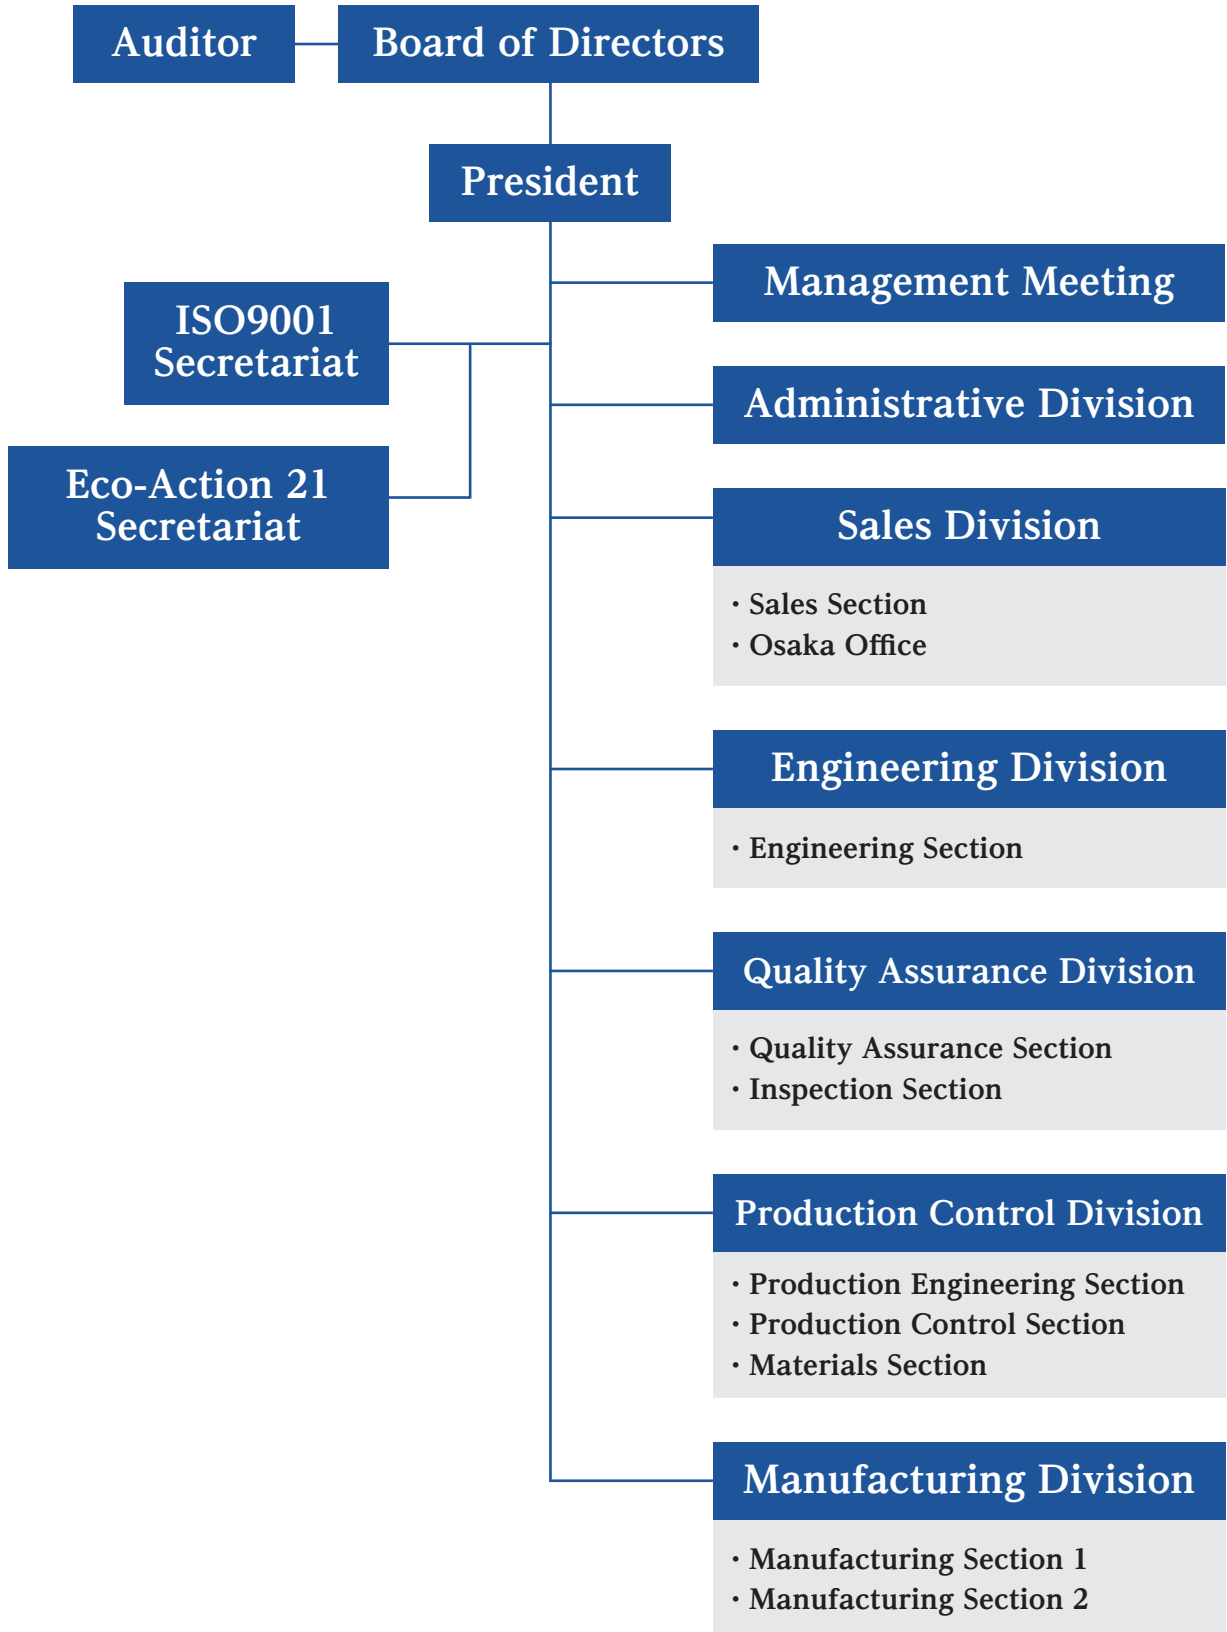 Auditor
Board of Directors
President
Management Meeting
ISO9001
Secretariat
Administrative Division
Eco-Action 21
Secretariat
Sales Division
・Sales Section
・Osaka Office
Engineering Division
・Engineering Section
Quality Assurance Division
・Quality Assurance Section
・Inspection Section
Production Control Division
・Production Engineering Section
・Production Control Section
・Materials Section
Manufacturing Division
・Manufacturing Section 1
・Manufacturing Section 2